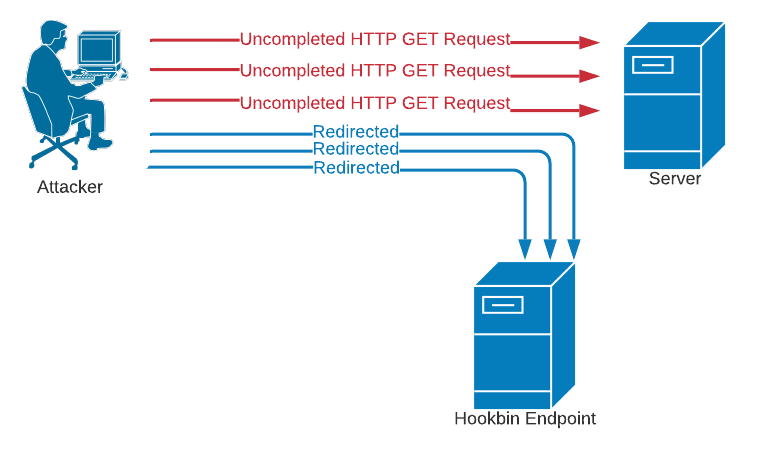 Uncompleted HTTP GET Request
Uncompleted HTTP GET Request
Uncompleted HTTP GET Request
Redirected
Redirected
Redirected
Attacker
Server
Hookbin Endpoint